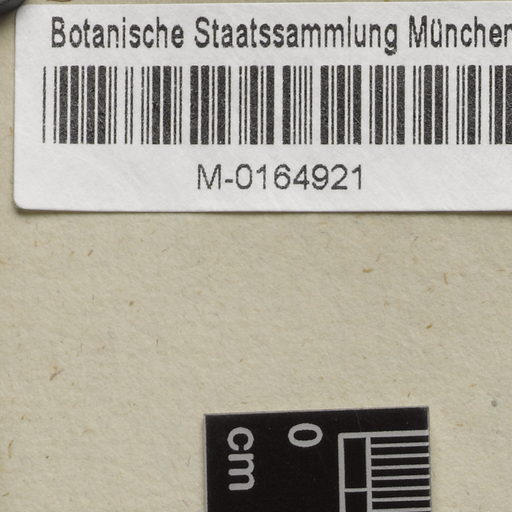 Botanische Staatssammlung München
M-0164921
0
cm